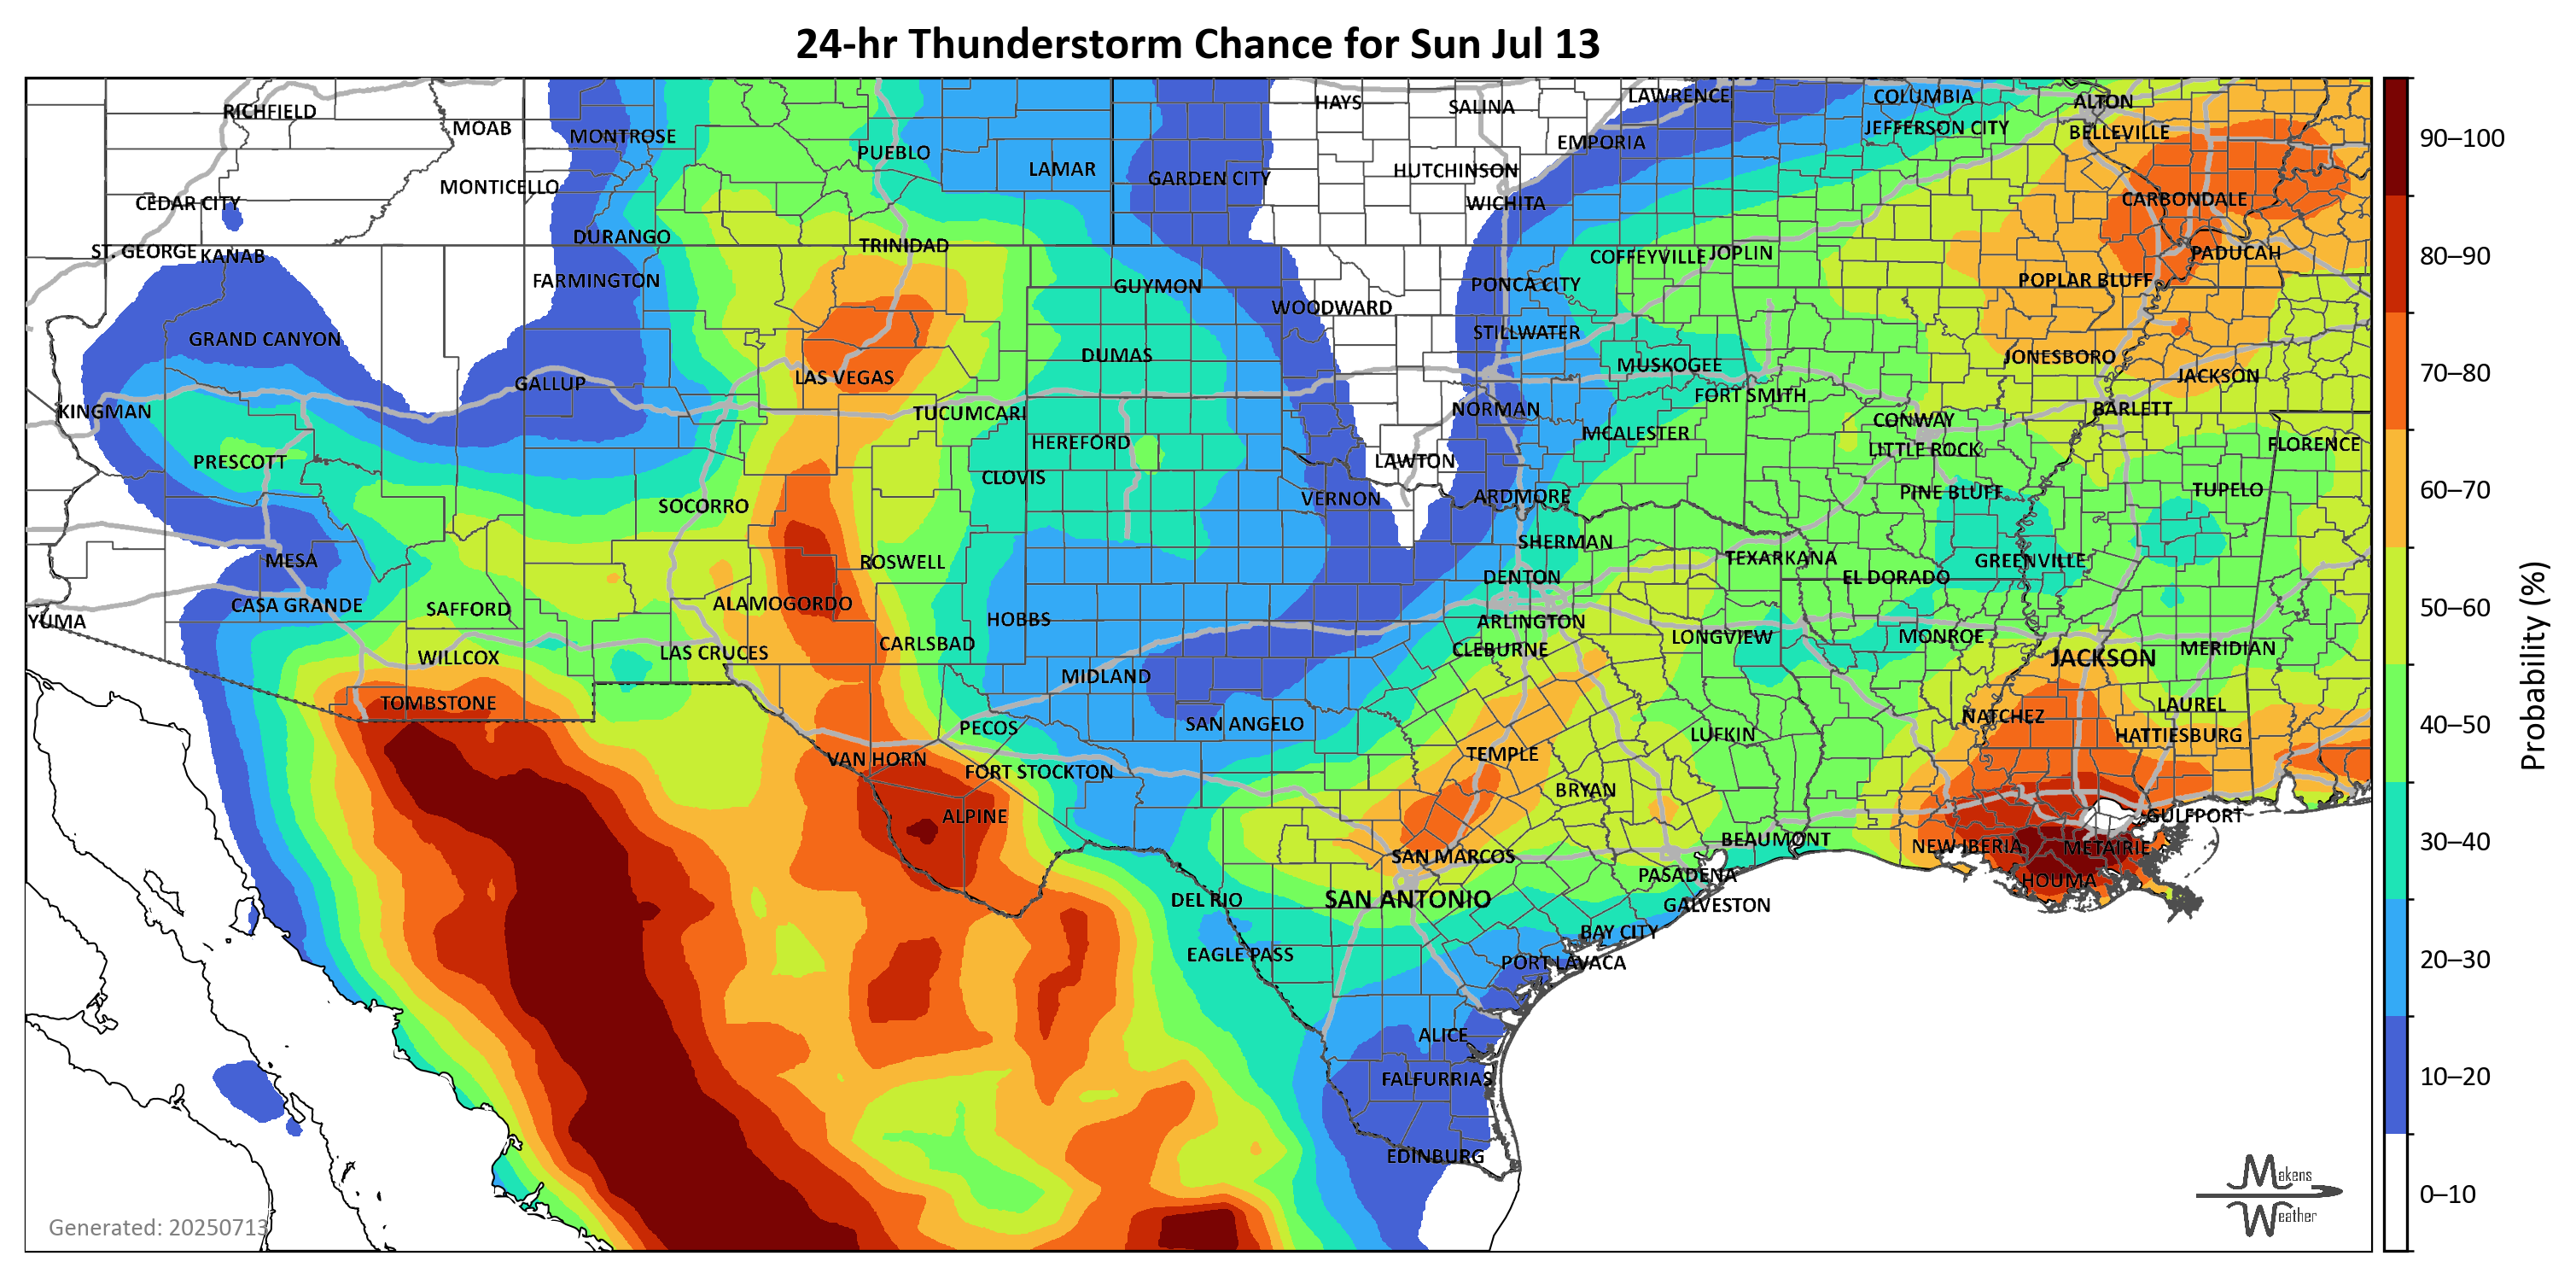 24-hr Thunderstorm Chance for Sun Jul 13
RICHFIELD
MOAB
MONTROSE
PUEBLO
LAMAR
GARDEN CITY
HAYS
SALINA
LAWRENCE
COLUMBIA
ALTON
EMPORIA
JEFFERSON CITY
BELLEVILLE
90–100
MONTICELLO
HUTCHINSON
CEDAR CITY
WICHITA
CARBONDALE
DURANGO
TRINIDAD
ST. GEORGE
KANAB
COFFEYVILLE
JOPLIN
PADUCAH
80–90
FARMINGTON
GUYMON
PONCA CITY
POPLAR BLUFF
WOODWARD
GRAND CANYON
STILLWATER
DUMAS
MUSKOGEE
JONESBORO
LAS VEGAS
GALLUP
JACKSON
70–80
FORT SMITH
KINGMAN
TUCUMCARI
NORMAN
BARLETT
CONWAY
HEREFORD
MCALESTER
LITTLE ROCK
FLORENCE
PRESCOTT
CLOVIS
LAWTON
SOCORRO
VERNON
ARDMORE
PINE BLUFF
TUPELO
60–70
MESA
ROSWELL
SHERMAN
TEXARKANA
GREENVILLE
CASA GRANDE
SAFFORD
ALAMOGORDO
DENTON
EL DORADO
50–60
YUMA
HOBBS
ARLINGTON
WILLCOX
LAS CRUCES
CARLSBAD
CLEBURNE
LONGVIEW
MONROE
JACKSON
MERIDIAN
Probability (%)
TOMBSTONE
MIDLAND
PECOS
SAN ANGELO
LUFKIN
NATCHEZ
LAUREL
HATTIESBURG
40–50
VAN HORN
FORT STOCKTON
TEMPLE
BRYAN
ALPINE
BEAUMONT
GULFPORT
SAN MARCOS
NEW IBERIA
METAIRIE
30–40
PASADENA
HOUMA
DEL RIO
SAN ANTONIO
GALVESTON
EAGLE PASS
BAY CITY
PORT LAVACA
20–30
ALICE
FALFURRIAS
10–20
EDINBURG
Makens
Weather
0–10
Generated: 20250713